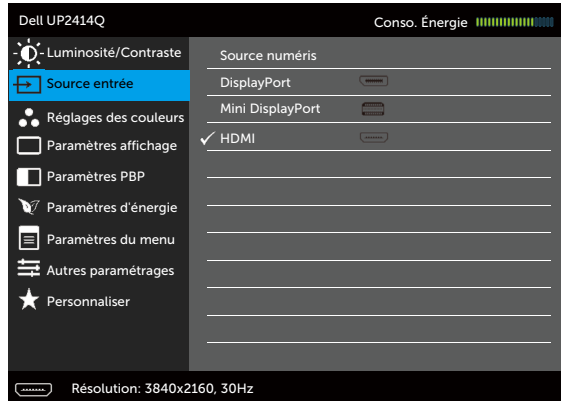 Dell UP2414Q
Conso. Énergie
Luminosité/Contraste
Source entrée
Réglages des couleurs
Paramètres affichage
Paramètres PBP
Paramètres d'énergie
Paramètres du menu
Autres paramétrages
Personnaliser
Source numéris
DisplayPort
Mini DisplayPort
HDMI
Résolution: 3840x2160, 30Hz